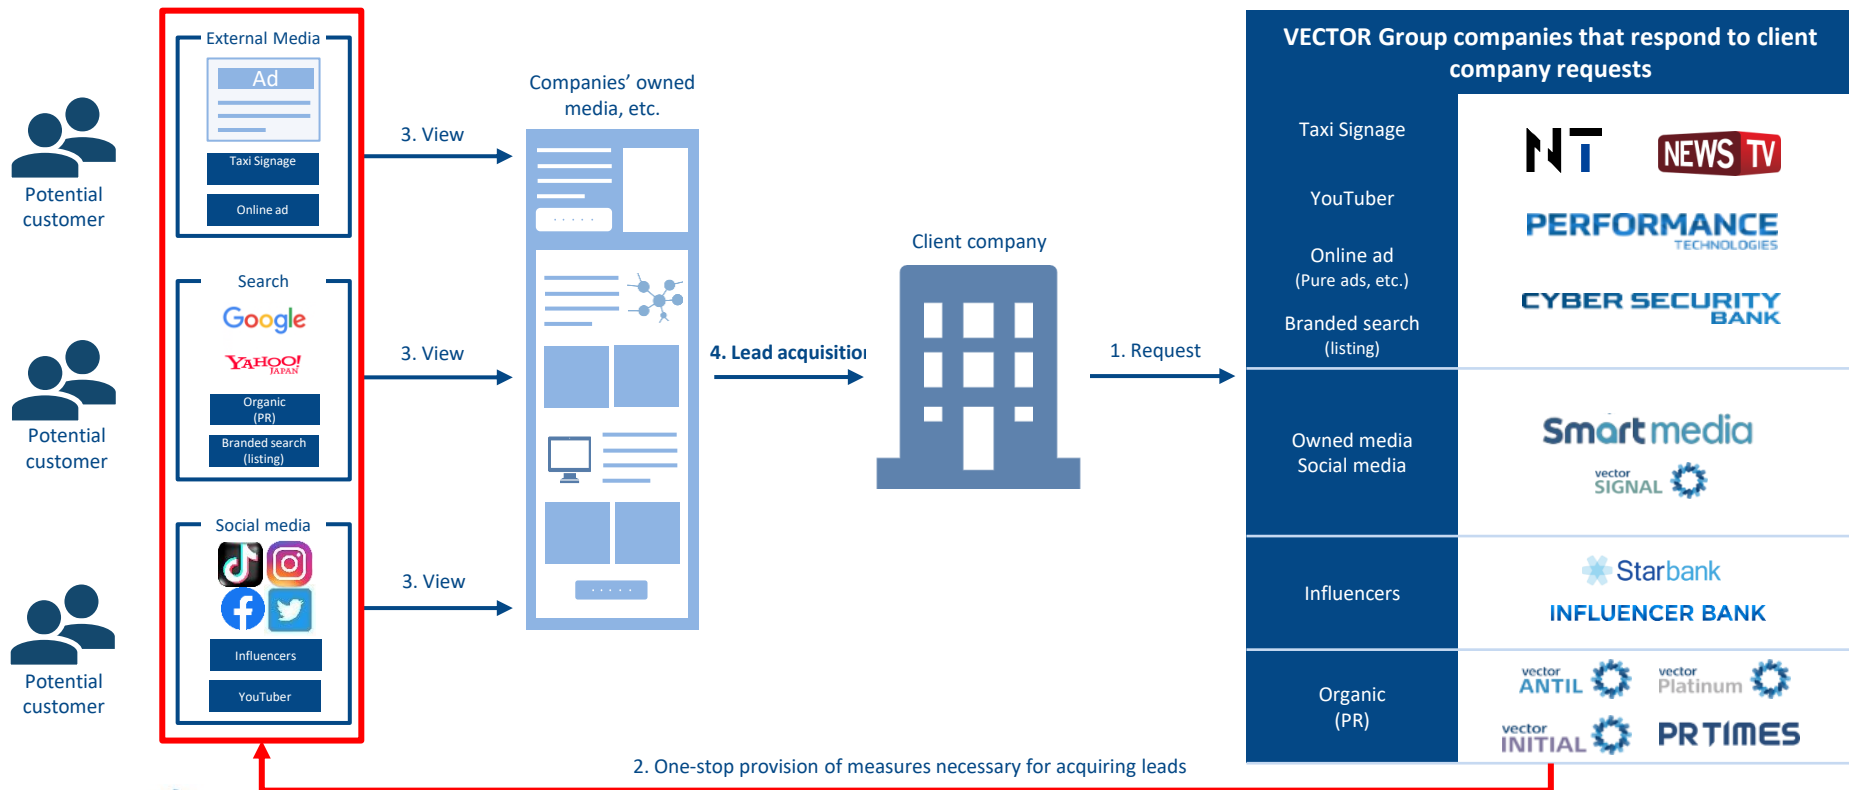 External Media
Ad
Taxi Signage
Online ad
Potential
customer
Search
Google
YAHOO!
JAPAN
Organic
(PR)
Branded search
(listing)
Potential
customer
Social media
Influencers
YouTuber
Potential
customer
3. View
3. View
3. View
Companies' owned
media, etc.
4. Lead acquisition
Client company
1. Request
2. One-stop provision of measures necessary for acquiring leads
VECTOR Group companies that respond to client
company requests
Taxi Signage
YouTuber
Online ad
(Pure ads, etc.)
Branded search
(listing)
NT
NEWS TV
PERFORMANCE
TECHNOLOGIES
CYBER SECURITY
BANK
Owned media
Social media
Smart media
vector
SIGNAL
Influencers
Starbank
INFLUENCER BANK
Organic
(PR)
vector
ANTIL
vector
Platinum
vector
INITIAL
PR TIMES